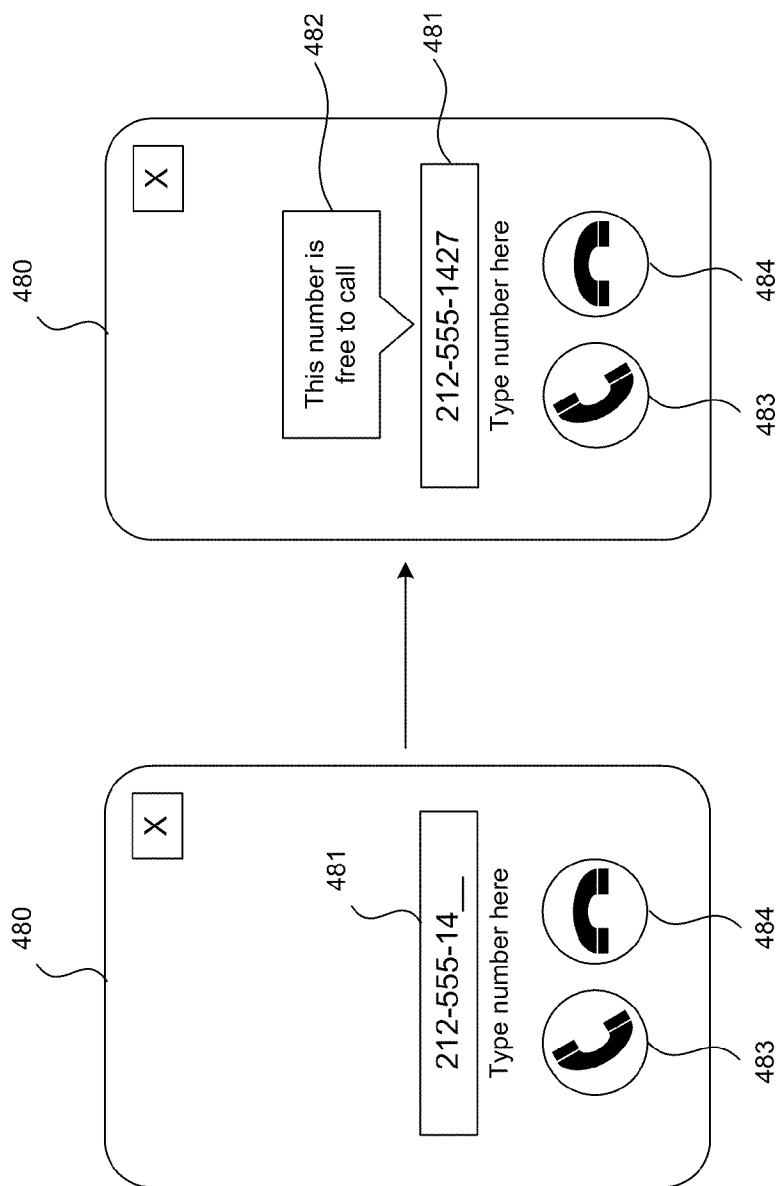 480
X
481
212-555-14__
Type number here
483
484
480
X
482
This number is
free to call
481
212-555-1427
Type number here
483
484